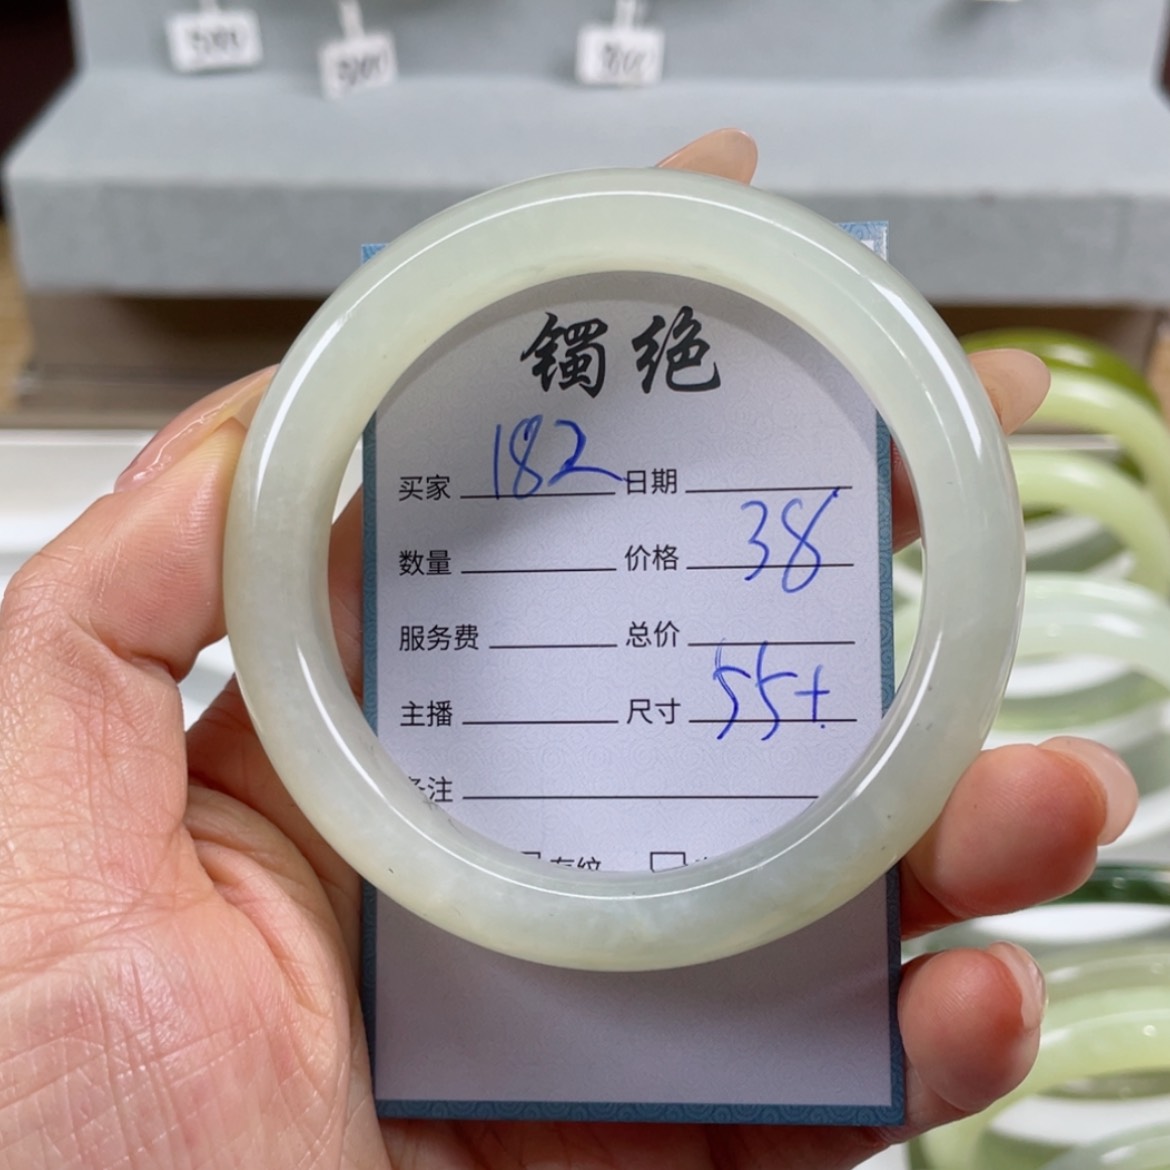 镯绝
买家 182 日期
数量 价格 38
服务费 总价
主播 尺寸 55+
备注